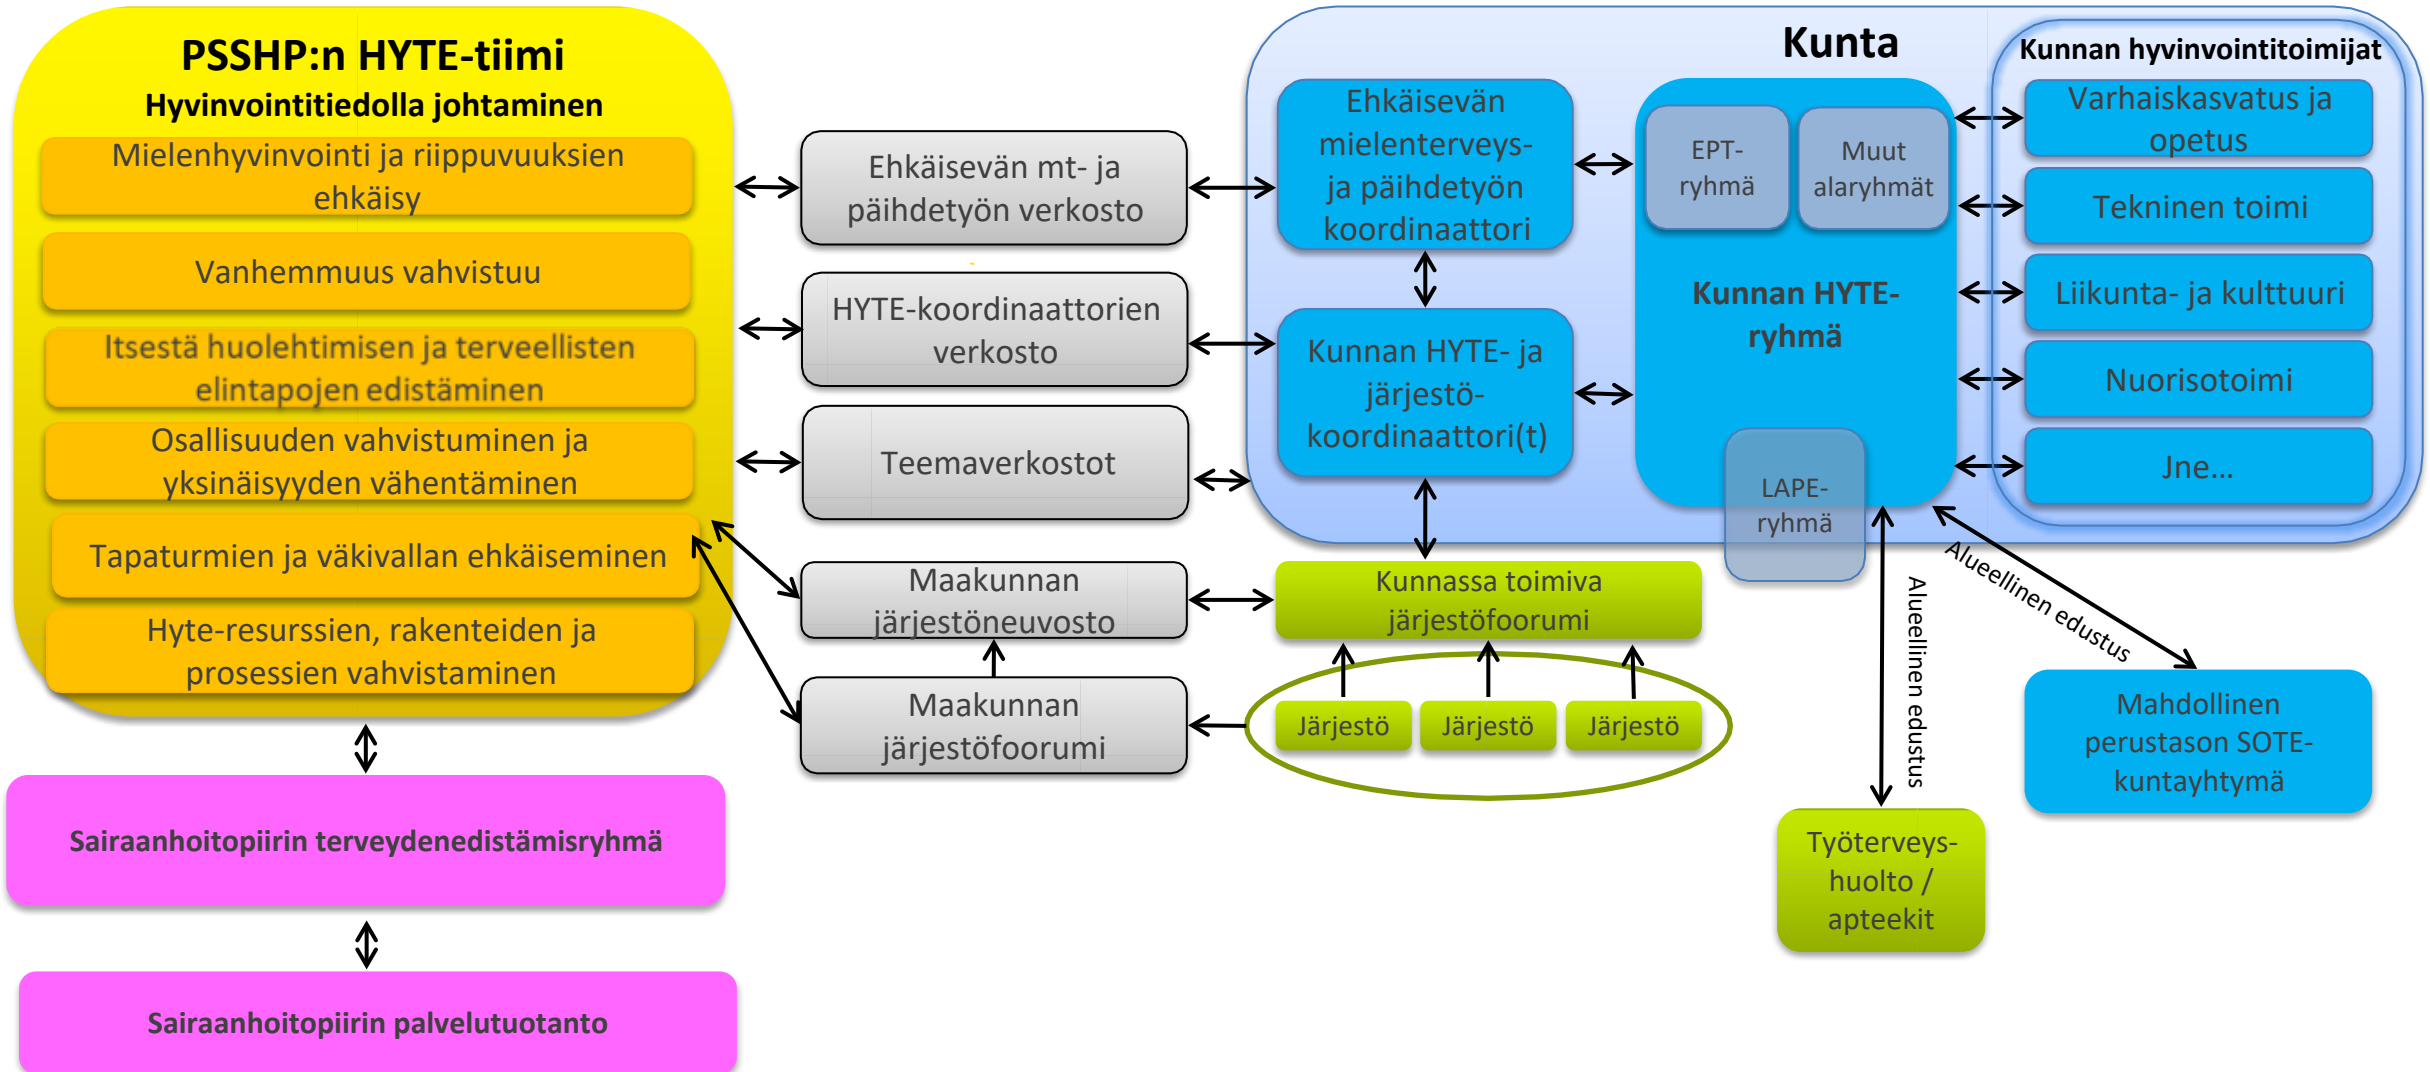 PSSHP:n HYTE-tiimi
Hyvinvointitiedolla johtaminen
Mielenhyvinvointi ja riippuvuuksien
ehkäisy
Vanhemmuus vahvistuu
Itsestä huolehtimisen ja terveellisten
elintapojen edistäminen
Osallisuuden vahvistuminen ja
yksinäisyyden vähentäminen
Tapaturmien ja väkivallan ehkäiseminen
Hyte-resurssien, rakenteiden ja
prosessien vahvistaminen
Sairaanhoitopiirin terveydenedistämisryhmä
Sairaanhoitopiirin palvelutuotanto
Ehkäisevän mt- ja
päihdetyön verkosto
HYTE-koordinaattorien
verkosto
Teemaverkostot
Maakunnan
järjestöneuvosto
Maakunnan
järjestöfoorumi
Kunta
Ehkäisevän
mielenterveys-
ja päihdetyön
koordinaattori
Kunnan HYTE- ja
järjestö-
koordinaattori(t)
EPT-
ryhmä
Muut
alaryhmät
Kunnan HYTE-
ryhmä
LAPE-
ryhmä
Kunnan hyvinvointitoimijat
Varhaiskasvatus ja
opetus
Tekninen toimi
Liikunta- ja kulttuuri
Nuorisotoimi
Jne...
Kunnassa toimiva
järjestöfoorumi
Järjestö
Järjestö
Järjestö
Alueellinen edustus
Alueellinen edustus
Työterveys-
huolto /
apteekit
Mahdollinen
perustason SOTE-
kuntayhtymä